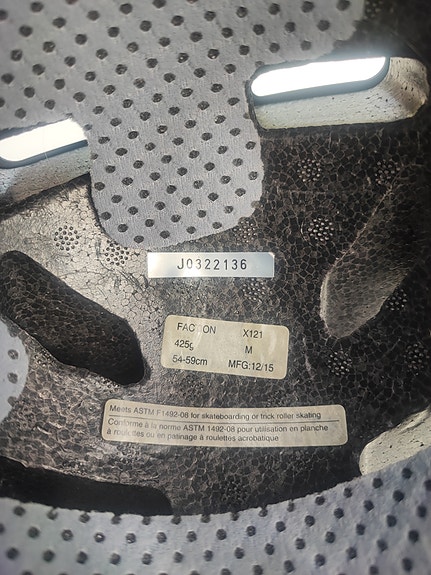 J0322136
FACTION X121
425g M
54-59cm MFG:12/15
Meets ASTM F1492-08 for skateboarding or trick roller skating
Conforme à la norme ASTM 1492-08 pour utilisation en planche
à roulettes ou en patinage à roulettes acrobatique